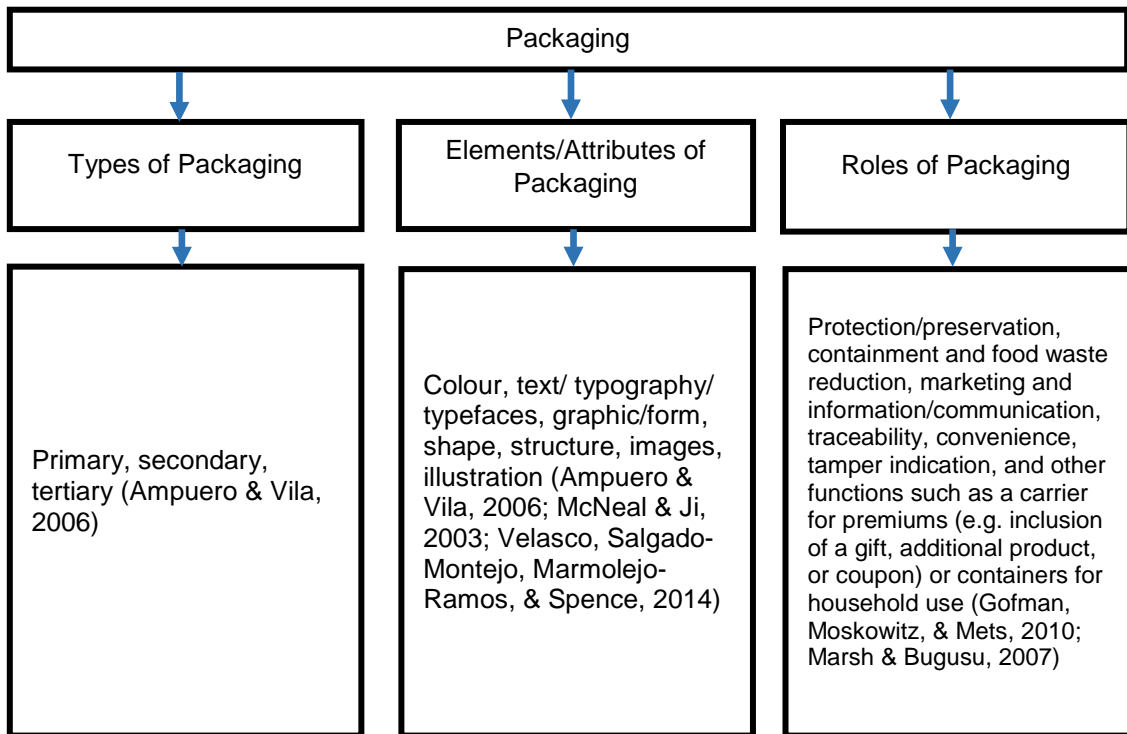 Packaging
Types of Packaging
Elements/Attributes of
Packaging
Roles of Packaging
Primary, secondary,
tertiary (Ampuero & Vila,
2006)
Colour, text/ typography/
typefaces, graphic/form,
shape, structure, images,
illustration (Ampuero &
Vila, 2006; McNeal & Ji,
2003; Velasco, Salgado-
Montejo, Marmolejo-
Ramos, & Spence, 2014)
Protection/preservation,
containment and food waste
reduction, marketing and
information/communication,
traceability, convenience,
tamper indication, and other
functions such as a carrier
for premiums (e.g. inclusion
of a gift, additional product,
or coupon) or containers for
household use (Gofman,
Moskowitz, & Mets, 2010;
Marsh & Bugusu, 2007)